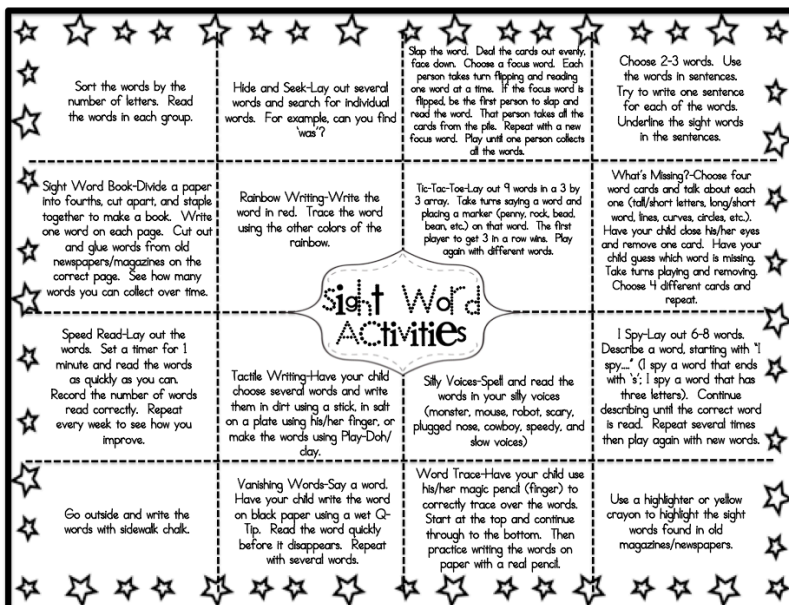 Sort the words by the
number of letters. Read
the words in each group.
Hide and Seek-Lay out several
words and search for individual
words. For example, can you find
'was'?
Slap the word. Deal the cards out evenly,
face down. Choose a focus word. Each
person takes turn flipping and reading
one word at a time. If the focus word is
flipped, be the first person to slap and
read the word. That person takes all the
cards from the pile. Repeat with a new
focus word. Play until one person collects
all the words.
Choose 2-3 words. Use
the words in sentences.
Try to write one sentence
for each of the words.
Underline the sight words
in the sentences.
Sight Word Book-Divide a paper
into fourths, cut apart, and staple
together to make a book. Write
one word on each page. Cut out
and glue words from old
newspapers/magazines on the
correct page. See how many
words you can collect over time.
Rainbow Writing-Write the
word in red. Trace the word
using the other colors of the
rainbow.
Tic-Tac-Toe-Lay out 9 words in a 3 by
3 array. Take turns saying a word and
placing a marker (penny, rock, bead,
bean, etc.) on that word. The first
player to get 3 in a row wins. Play
again with different words.
What's Missing?-Choose four
word cards and talk about each
one (tall/short letters, long/short
word, lines, curves, circles, etc.).
Have your child close his/her eyes
and remove one card. Have your
child guess which word is missing.
Take turns playing and removing.
Choose 4 different cards and
repeat.
Sight Word
Activities
Speed Read-Lay out the
words. Set a timer for 1
minute and read the words
as quickly as you can.
Record the number of words
read correctly. Repeat
every week to see how you
improve.
Tactile Writing-Have your child
choose several words and write
them in dirt using a stick, in salt
on a plate using his/her finger, or
make the words using Play-Doh/
clay.
Silly Voices-Spell and read the
words in your silly voices
(monster, mouse, robot, scary,
plugged nose, cowboy, speedy, and
slow voices)
I Spy-Lay out 6-8 words.
Describe a word, starting with "I
spy...." (I spy a word that ends
with 's'; I spy a word that has
three letters). Continue
describing until the correct word
is read. Repeat several times
then play again with new words.
Go outside and write the
words with sidewalk chalk.
Vanishing Words-Say a word.
Have your child write the word
on black paper using a wet Q-
Tip. Read the word quickly
before it disappears. Repeat
with several words.
Word Trace-Have your child use
his/her magic pencil (finger) to
correctly trace over the words.
Start at the top and continue
through to the bottom. Then
practice writing the words on
paper with a real pencil.
Use a highlighter or yellow
crayon to highlight the sight
words found in old
magazines/newspapers.